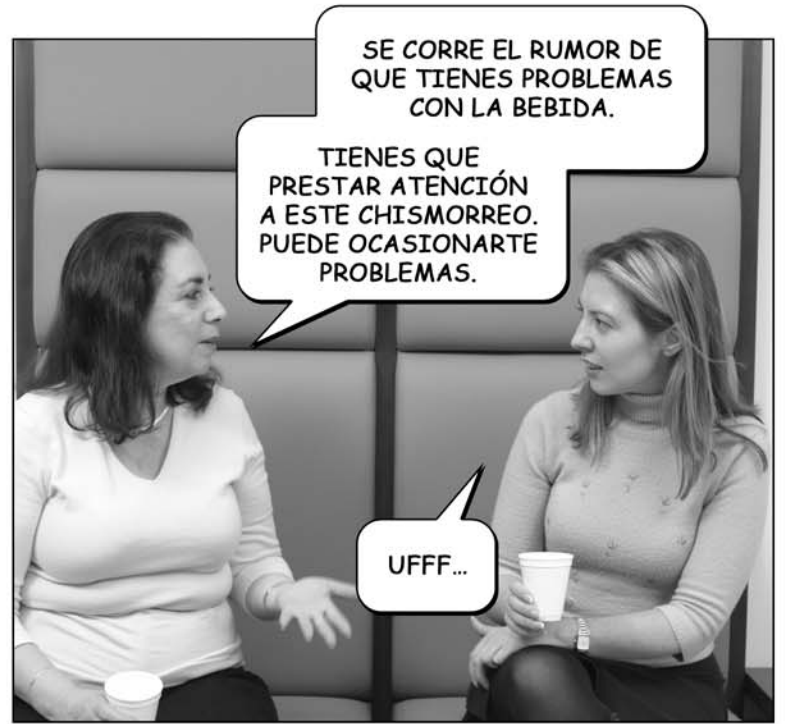 SE CORRE EL RUMOR DE
QUE TIENES PROBLEMAS
CON LA BEBIDA.
TIENES QUE
PRESTAR ATENCIÓN
A ESTE CHISMORREO.
PUEDE OCASIONARTE
PROBLEMAS.
UFFF...